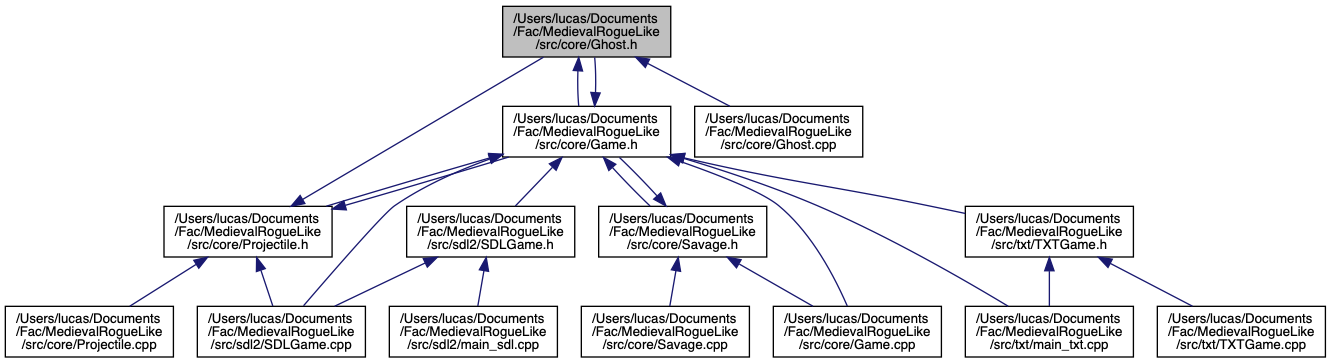 /Users/lucas/Documents
/Fac/MedievalRogueLike
/src/core/Ghost.h
/Users/lucas/Documents
/Fac/MedievalRogueLike
/src/core/Game.h
/Users/lucas/Documents
/Fac/MedievalRogueLike
/src/core/Ghost.cpp
/Users/lucas/Documents
/Fac/MedievalRogueLike
/src/core/Projectile.h
/Users/lucas/Documents
/Fac/MedievalRogueLike
/src/sdl2/SDLGame.h
/Users/lucas/Documents
/Fac/MedievalRogueLike
/src/core/Savage.h
/Users/lucas/Documents
/Fac/MedievalRogueLike
/src/txt/TXTGame.h
/Users/lucas/Documents
/Fac/MedievalRogueLike
/src/core/Projectile.cpp
/Users/lucas/Documents
/Fac/MedievalRogueLike
/src/sdl2/SDLGame.cpp
/Users/lucas/Documents
/Fac/MedievalRogueLike
/src/sdl2/main_sdl.cpp
/Users/lucas/Documents
/Fac/MedievalRogueLike
/src/core/Savage.cpp
/Users/lucas/Documents
/Fac/MedievalRogueLike
/src/core/Game.cpp
/Users/lucas/Documents
/Fac/MedievalRogueLike
/src/txt/main_txt.cpp
/Users/lucas/Documents
/Fac/MedievalRogueLike
/src/txt/TXTGame.cpp